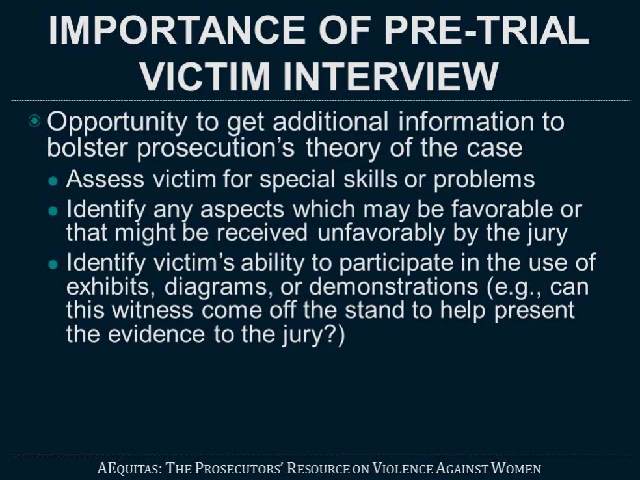 IMPORTANCE OF PRE-TRIAL
VICTIM INTERVIEW
Opportunity to get additional information to
bolster prosecution's theory of the case
Assess victim for special skills or problems
Identify any aspects which may be favorable or
that might be received unfavorably by the jury
Identify victim's ability to participate in the use of
exhibits, diagrams, or demonstrations (e.g., can
this witness come off the stand to help present
the evidence to the jury?)
AEQUITAS: THE PROSECUTORS' RESOURCE ON VIOLENCE AGAINST WOMEN